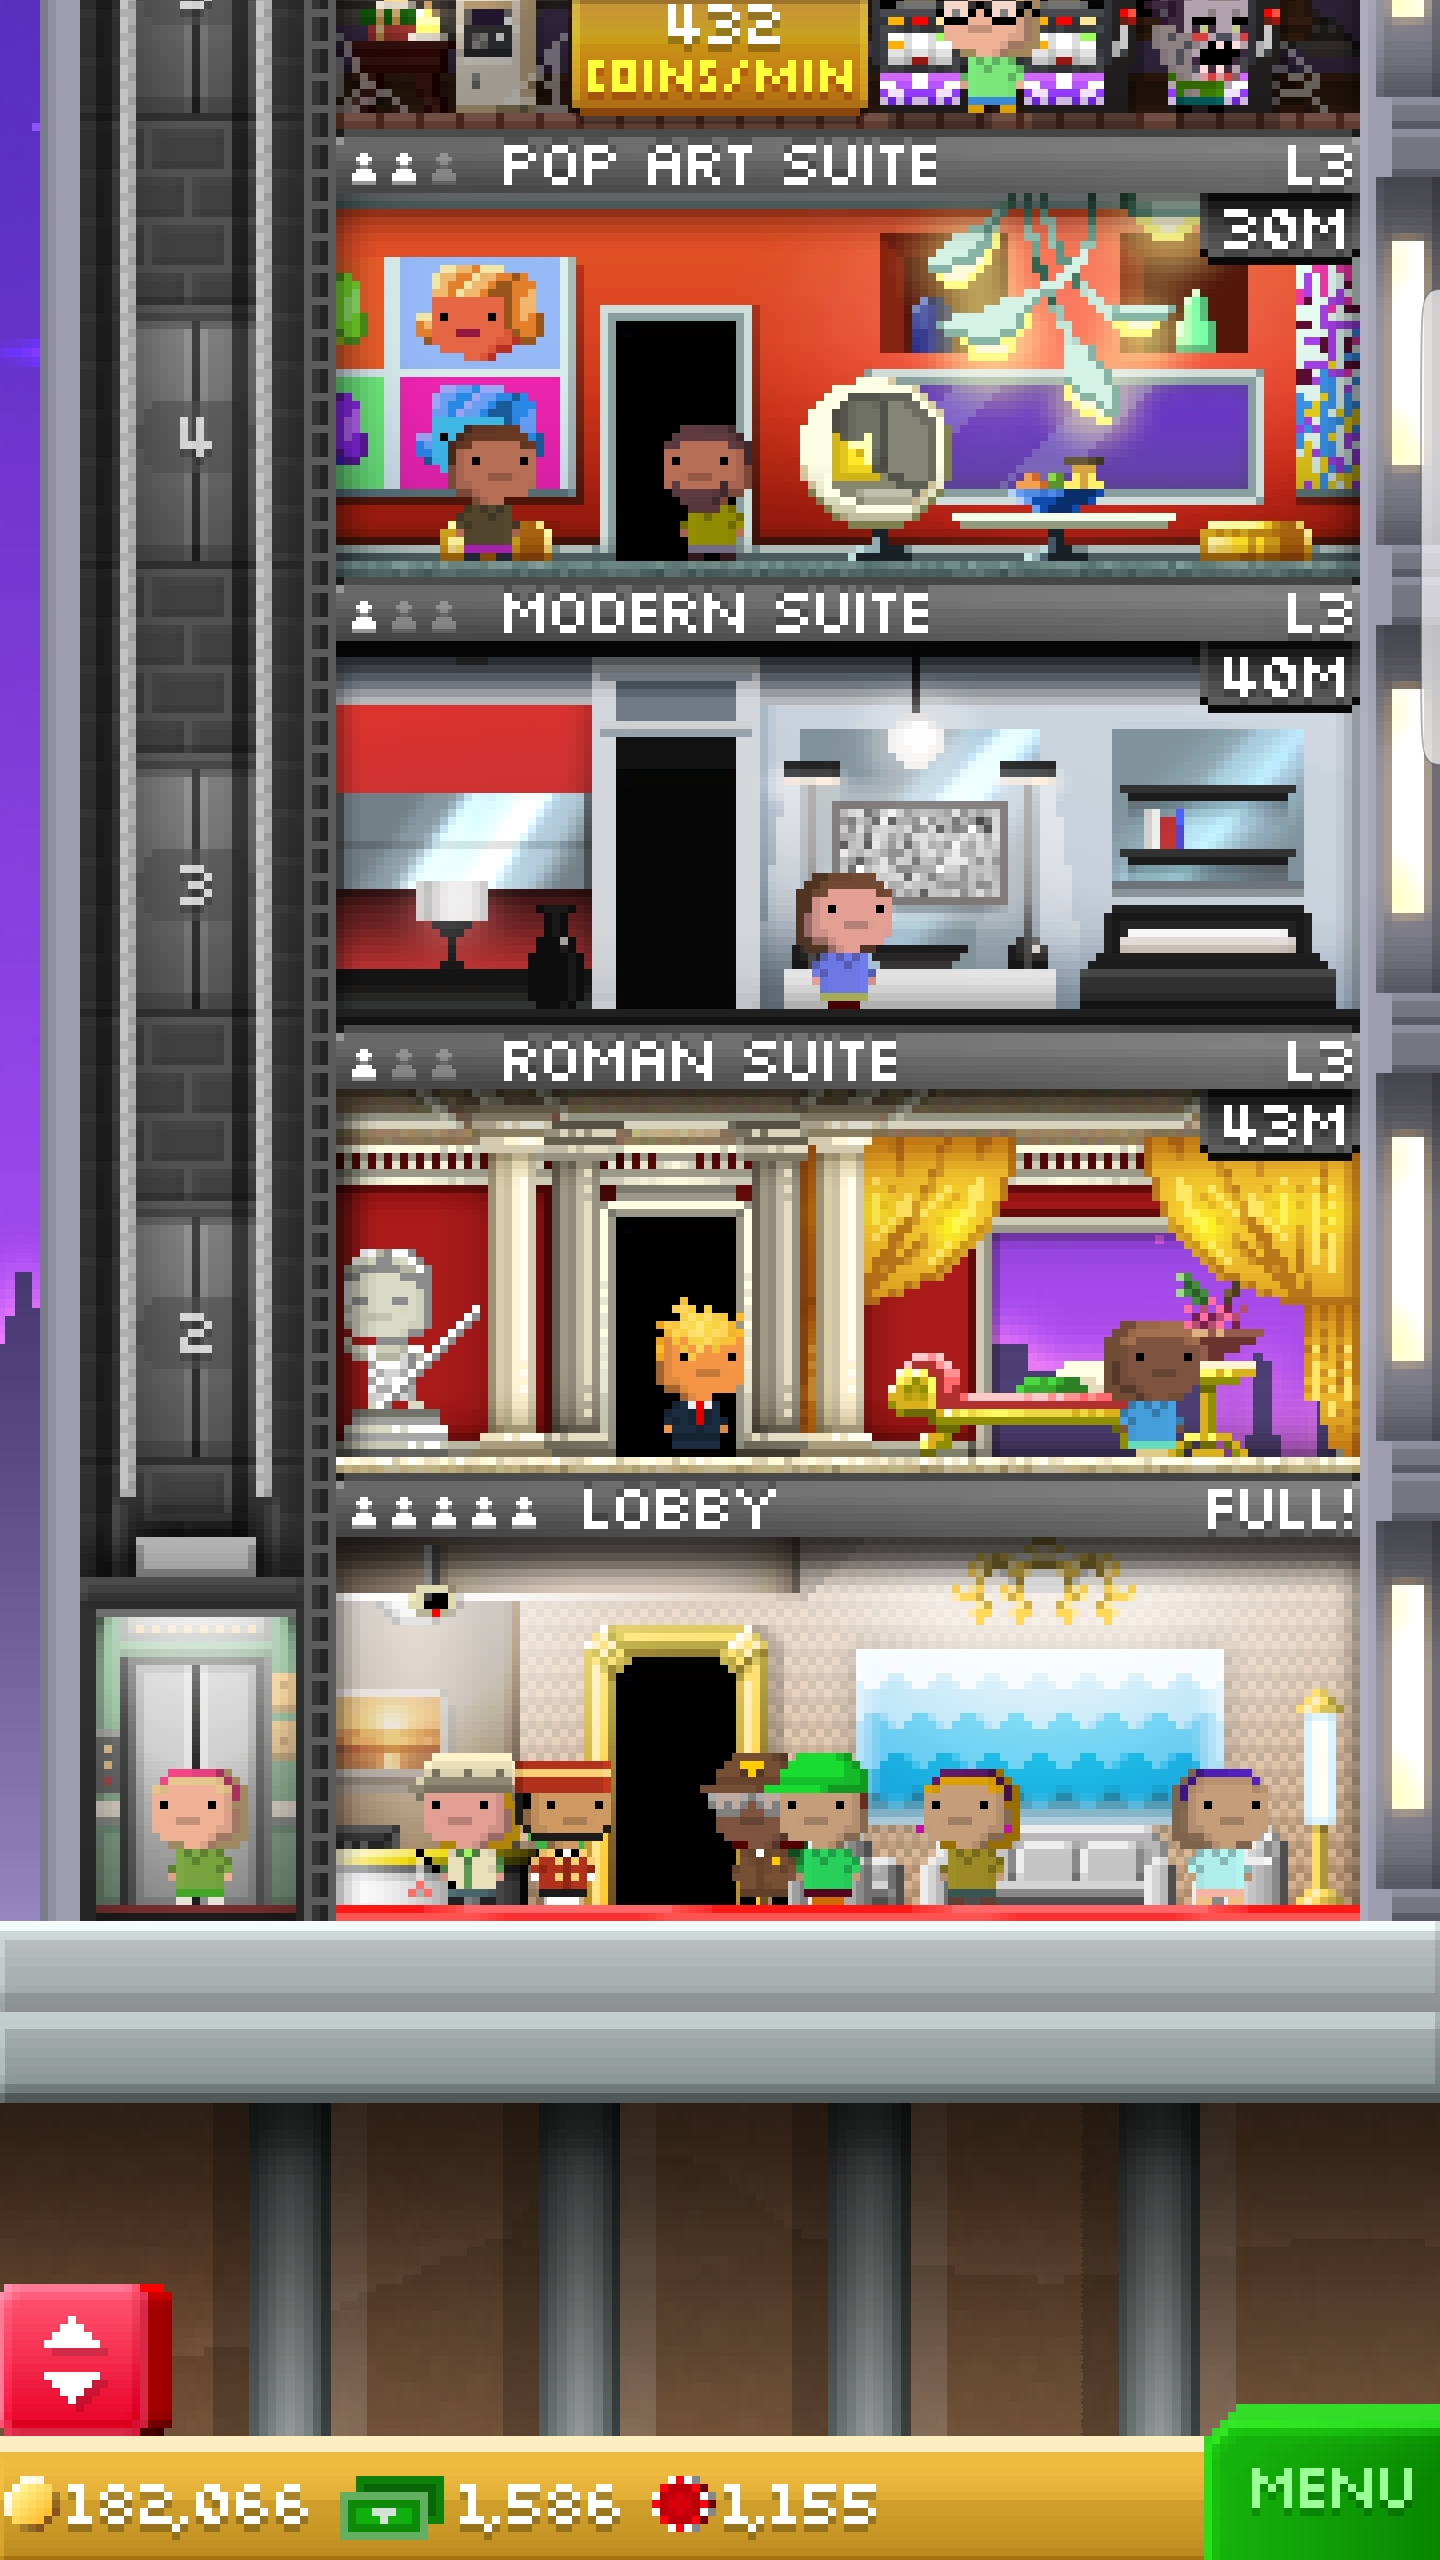 432
COINS/MIN
POP ART SUITE L3
30M
4
MODERN SUITE L3
40M
3
ROMAN SUITE L3
43M
2
LOBBY FULL!
182,066 1,586 1,155
MENU